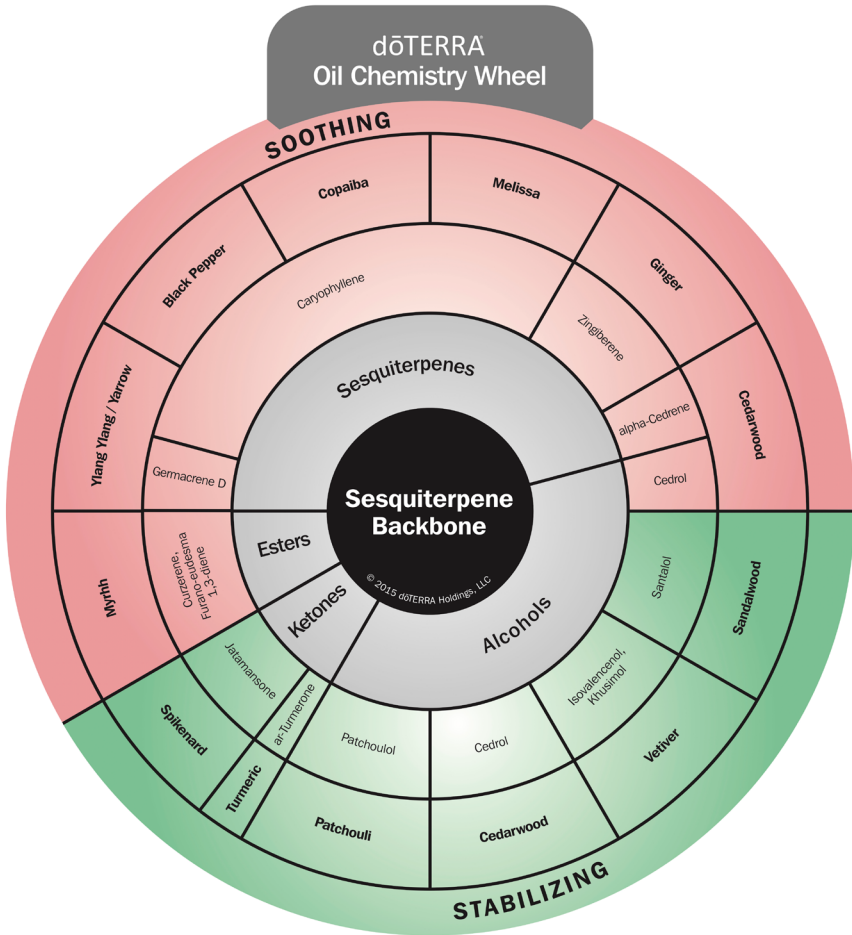 dōTERRA
Oil Chemistry Wheel
SOOTHING
Copaiba
Melissa
Black Pepper
Ginger
Caryophyllene
Zingiberene
Ylang Ylang / Yarrow
Sesquiterpenes
alpha-Cedrene
Cedarwood
Germacrene D
Cedrol
Sesquiterpene
Backbone
© 2015 dōTERRA Holdings, LLC
Esters
Ketones
Alcohols
Myrrh
Curzerene,
Furano-eudesma
1,3-diene
Santalol
Sandalwood
Jatamansone
ar-Turmerone
Patchoulol
Cedrol
Isovalencenol,
Khusimol
Spikenard
Turmeric
Patchouli
Cedarwood
Vetiver
STABILIZING